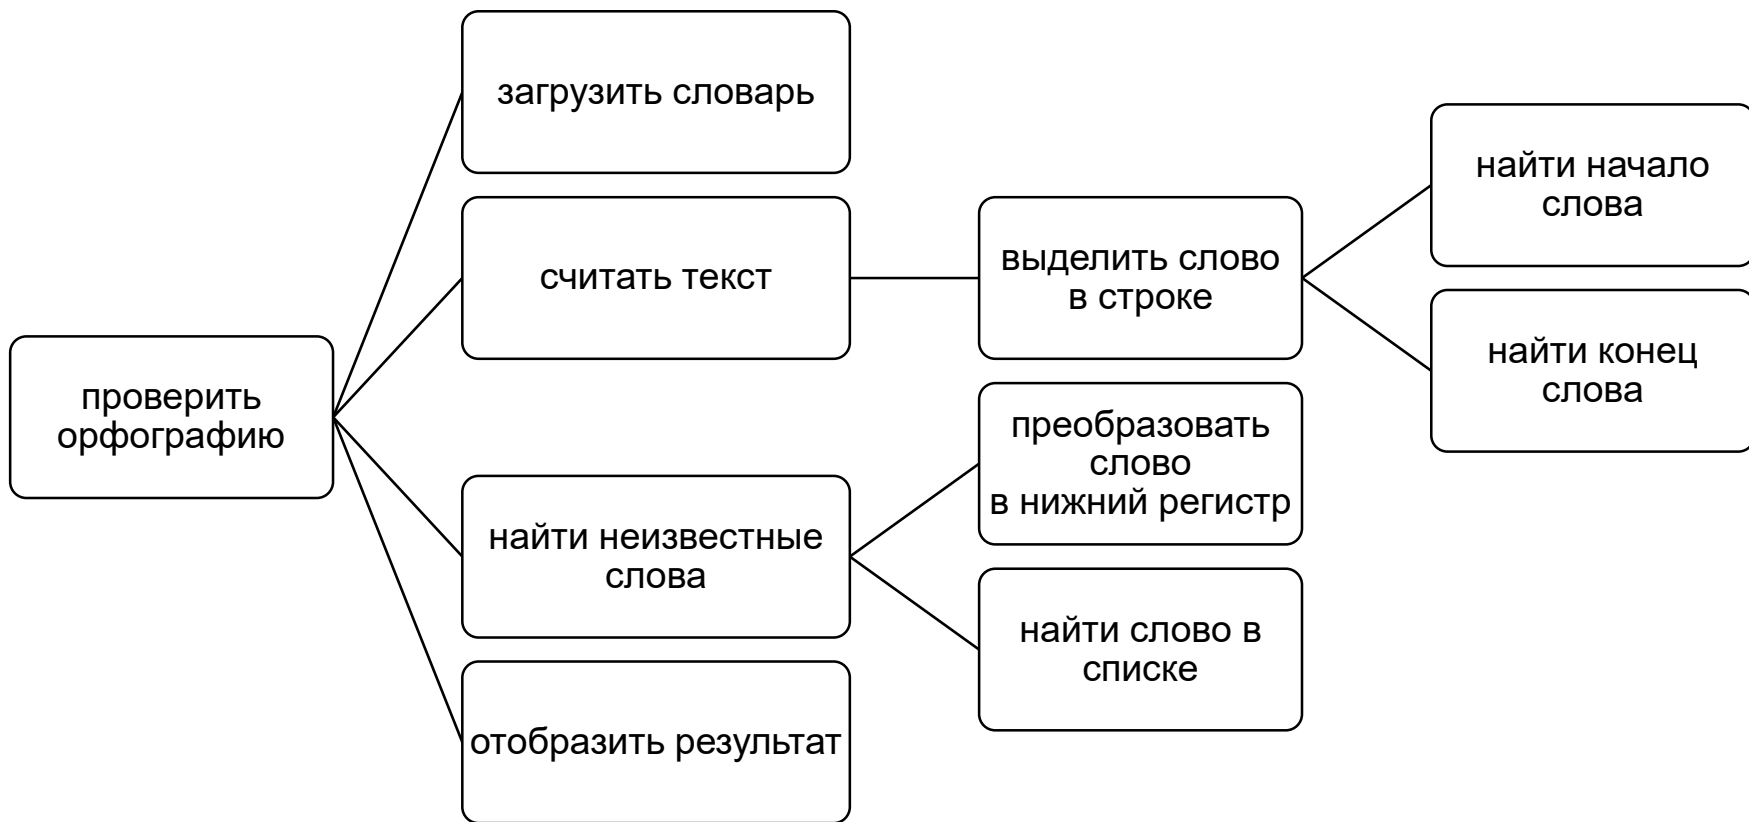 проверить
орфографию
загрузить словарь
считать текст
выделить слово
в строке
найти начало
слова
найти конец
слова
найти неизвестные
слова
преобразовать
слово
в нижний регистр
найти слово в
списке
отобразить результат